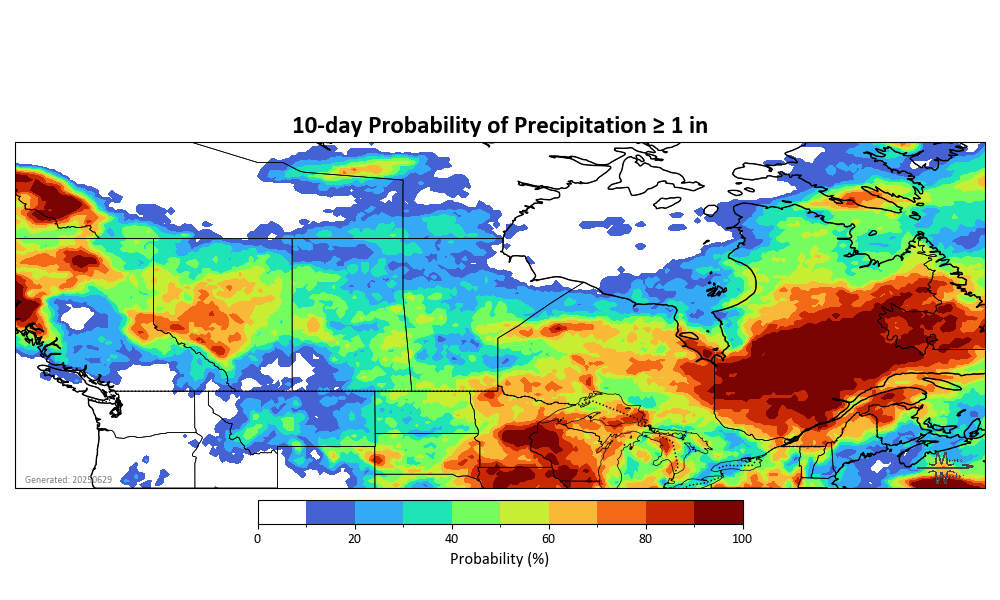 10-day Probability of Precipitation ≥ 1 in
Generated: 20250629
0 20 40 60 80 100
Probability (%)